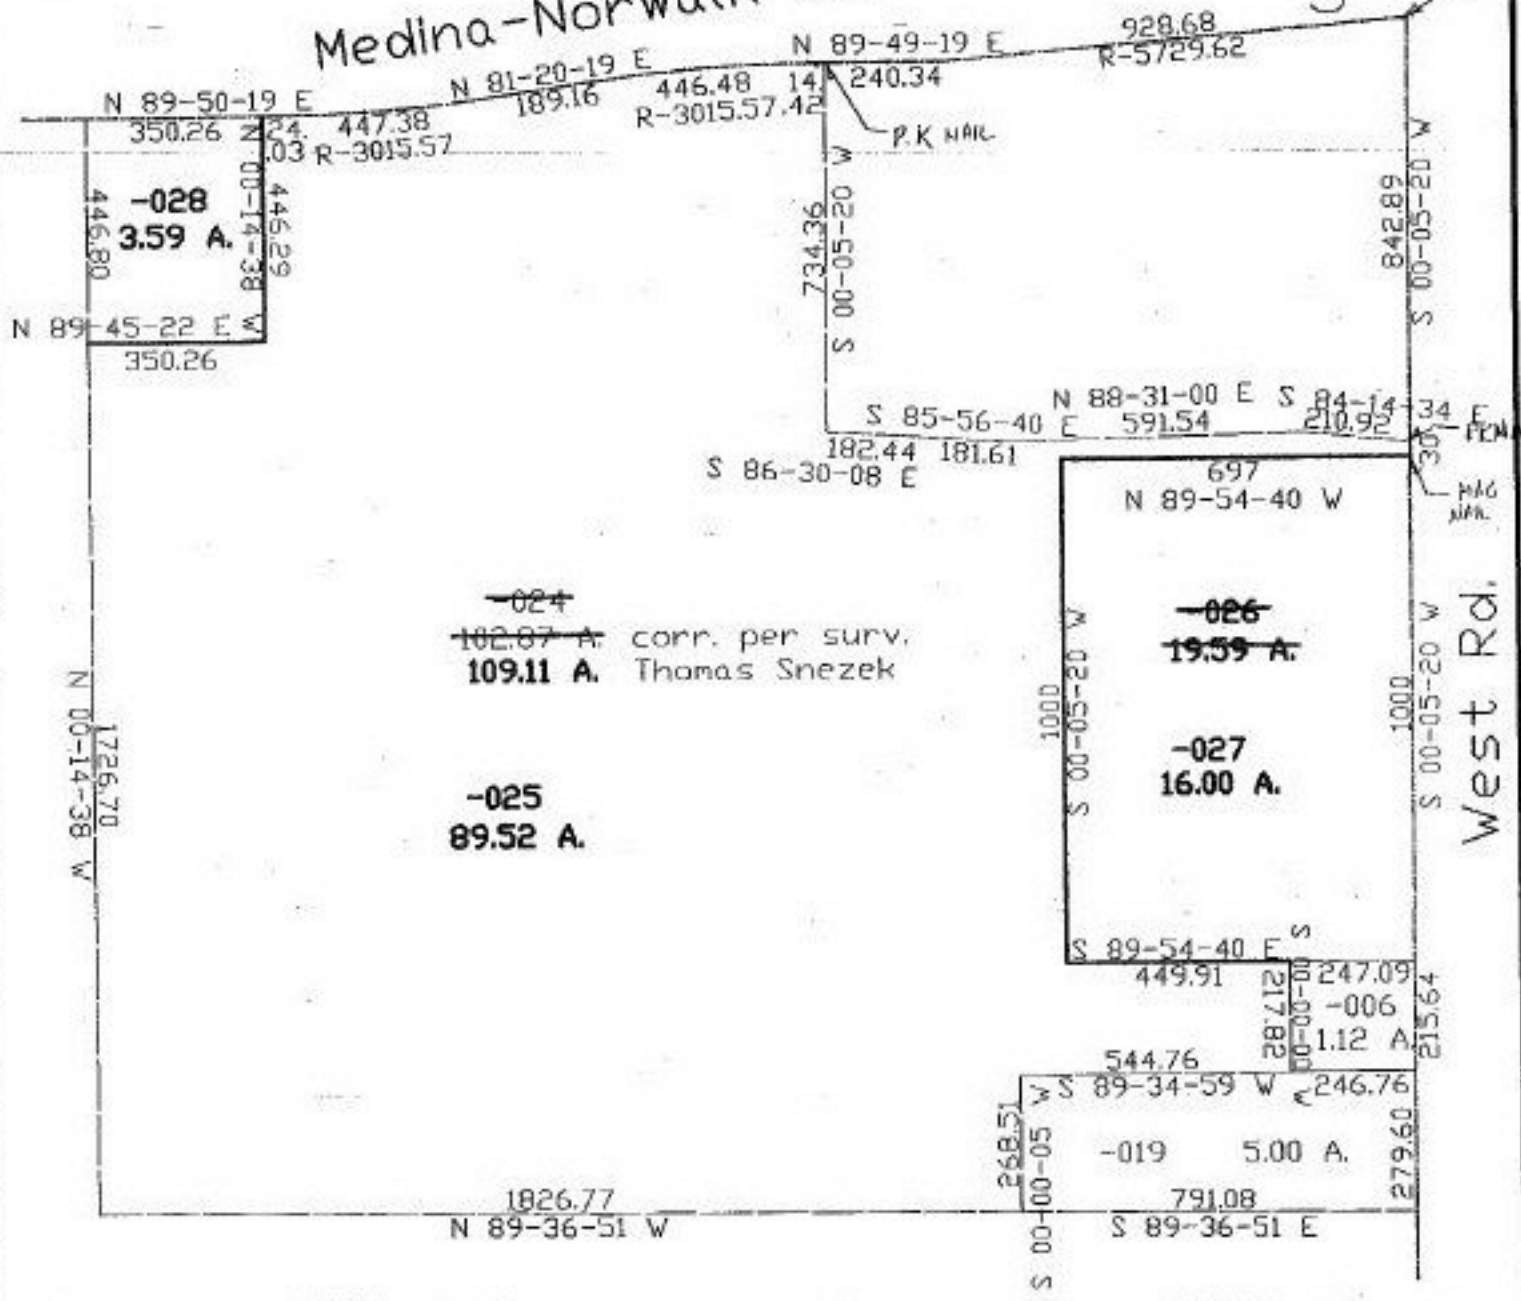 Medina-Norwalk
928.68
R-5729.62
N 89-49-19 E
240.34
N 81-20-19 E
189.16
446.48
R-3015.57
14.
.42
N 89-50-19 E
350.26
24.
.03
447.38
R-3015.57
P.K NAIL
-028
3.59 A.
446.80
N 00-14-38 W
446.29
N 89-45-22 E
350.26
734.36
S 00-05-20 W
842.89
S 00-05-20 W
S 85-56-40 E
182.44
181.61
S 86-30-08 E
N 88-31-00 E
591.54
S 84-14-34 E
210.92
697
N 89-54-40 W
MAG
NAIL
-024
102.87 A. corr. per surv.
109.11 A. Thomas Snezek
-025
89.52 A.
N 00-14-38 W
1726.70
-026
19.59 A.
-027
16.00 A.
1000
S 00-05-20 W
1000
S 00-05-20 W
West Rd.
S 89-54-40 E
449.91
247.09
S 00-00-00 W
217.82
-006
1.12 A.
215.64
544.76
S 89-34-59 W
246.76
268.51
S 00-00-05 W
-019 5.00 A.
279.60
1826.77
N 89-36-51 W
791.08
S 89-36-51 E